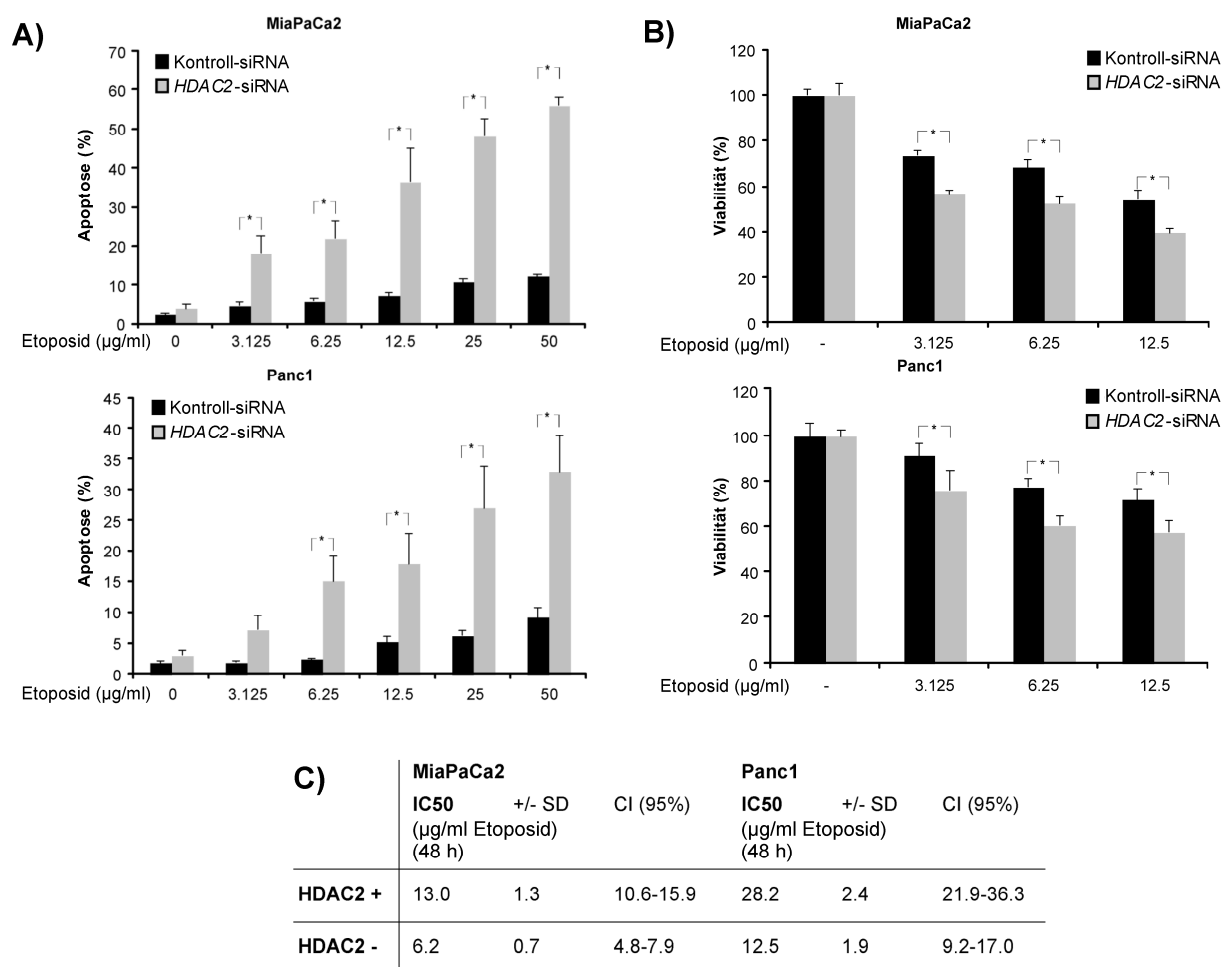 A)
MiaPaCa2
Kontroll-siRNA
HDAC2-siRNA
Apoptose (%)
70
60
50
40
30
20
10
0
* * * * *
Etoposid (µg/ml) 0 3.125 6.25 12.5 25 50
Panc1
Kontroll-siRNA
HDAC2-siRNA
Apoptose (%)
45
40
35
30
25
20
15
10
5
0
* * * *
Etoposid (µg/ml) 0 3.125 6.25 12.5 25 50
B)
MiaPaCa2
Kontroll-siRNA
HDAC2-siRNA
Viabilität (%)
120
100
80
60
40
20
0
* * *
Etoposid (µg/ml) - 3.125 6.25 12.5
Panc1
Kontroll-siRNA
HDAC2-siRNA
Viabilität (%)
120
100
80
60
40
20
0
* * *
Etoposid (µg/ml) - 3.125 6.25 12.5
C)
MiaPaCa2 Panc1
IC50 +/- SD CI (95%) IC50 +/- SD CI (95%)
(µg/ml Etoposid) (µg/ml Etoposid)
(48 h) (48 h)
HDAC2 + 13.0 1.3 10.6-15.9 28.2 2.4 21.9-36.3
HDAC2 - 6.2 0.7 4.8-7.9 12.5 1.9 9.2-17.0